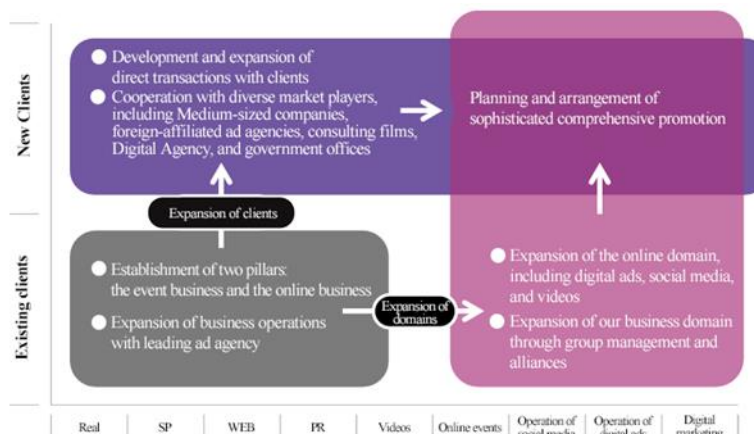 New Clients
● Development and expansion of
direct transactions with clients
● Cooperation with diverse market players,
including Medium-sized companies,
foreign-affiliated ad agencies, consulting films,
Digital Agency, and government offices
Planning and arrangement of
sophisticated comprehensive promotion
Expansion of clients
Existing clients
● Establishment of two pillars:
the event business and the online business
● Expansion of business operations
with leading ad agency
Expansion of
domains
● Expansion of the online domain,
including digital ads, social media,
and videos
● Expansion of our business domain
through group management and
alliances
Real
SP
WEB
PR
Videos
Online events
Operation of
social media
Operation of
digital ads
Digital
marketing